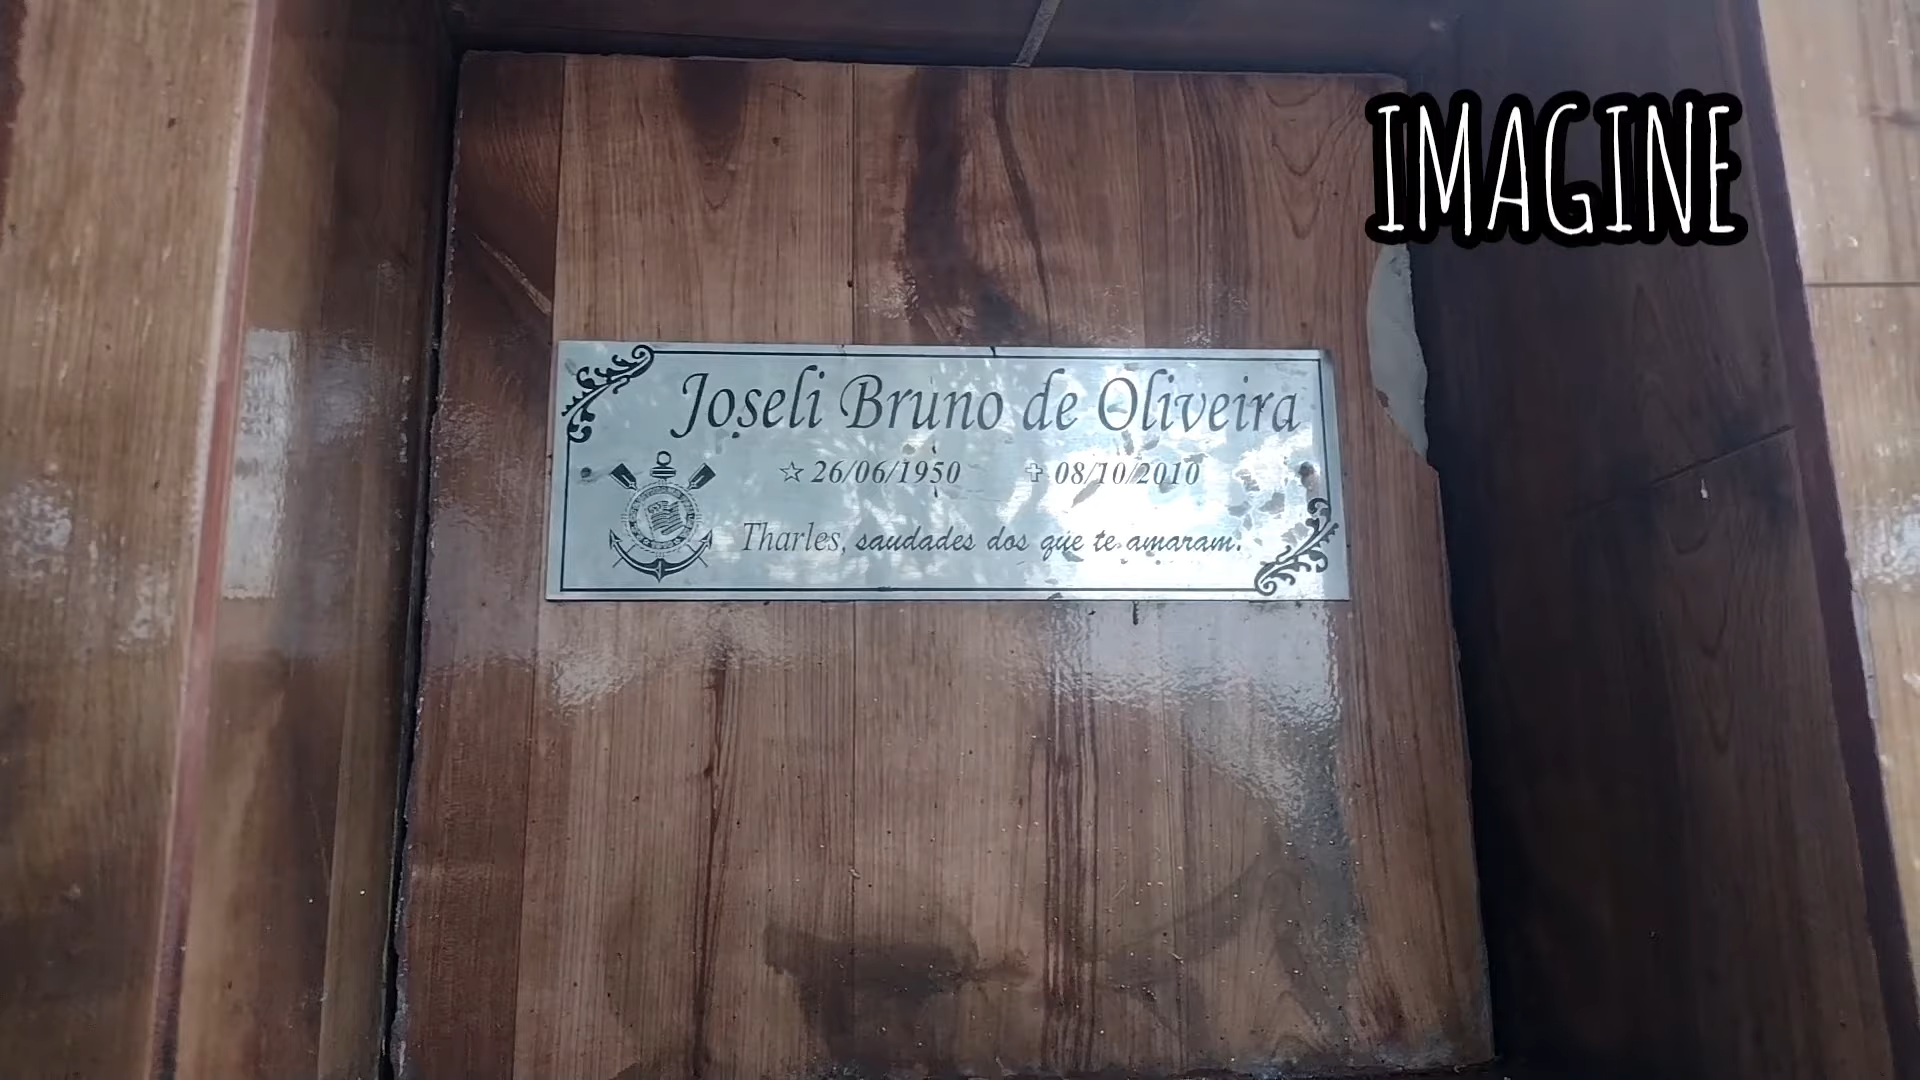 IMAGINE
Joseli Bruno de Oliveira
☆ 26/06/1950 ✞ 08/10/2010
Tharles, saudades dos que te amaram.